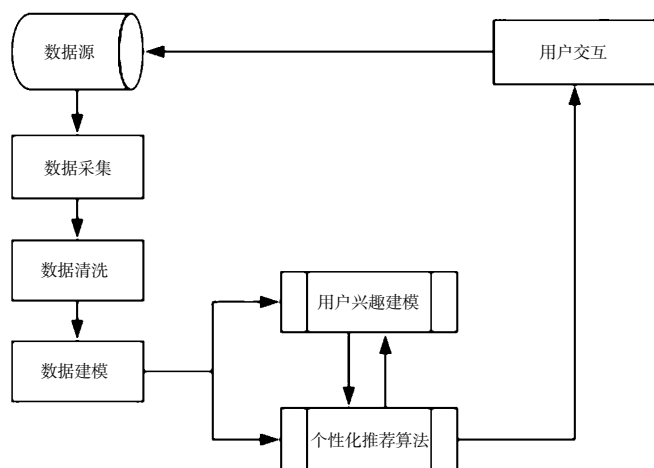 数据源
用户交互
数据采集
数据清洗
用户兴趣建模
数据建模
个性化推荐算法